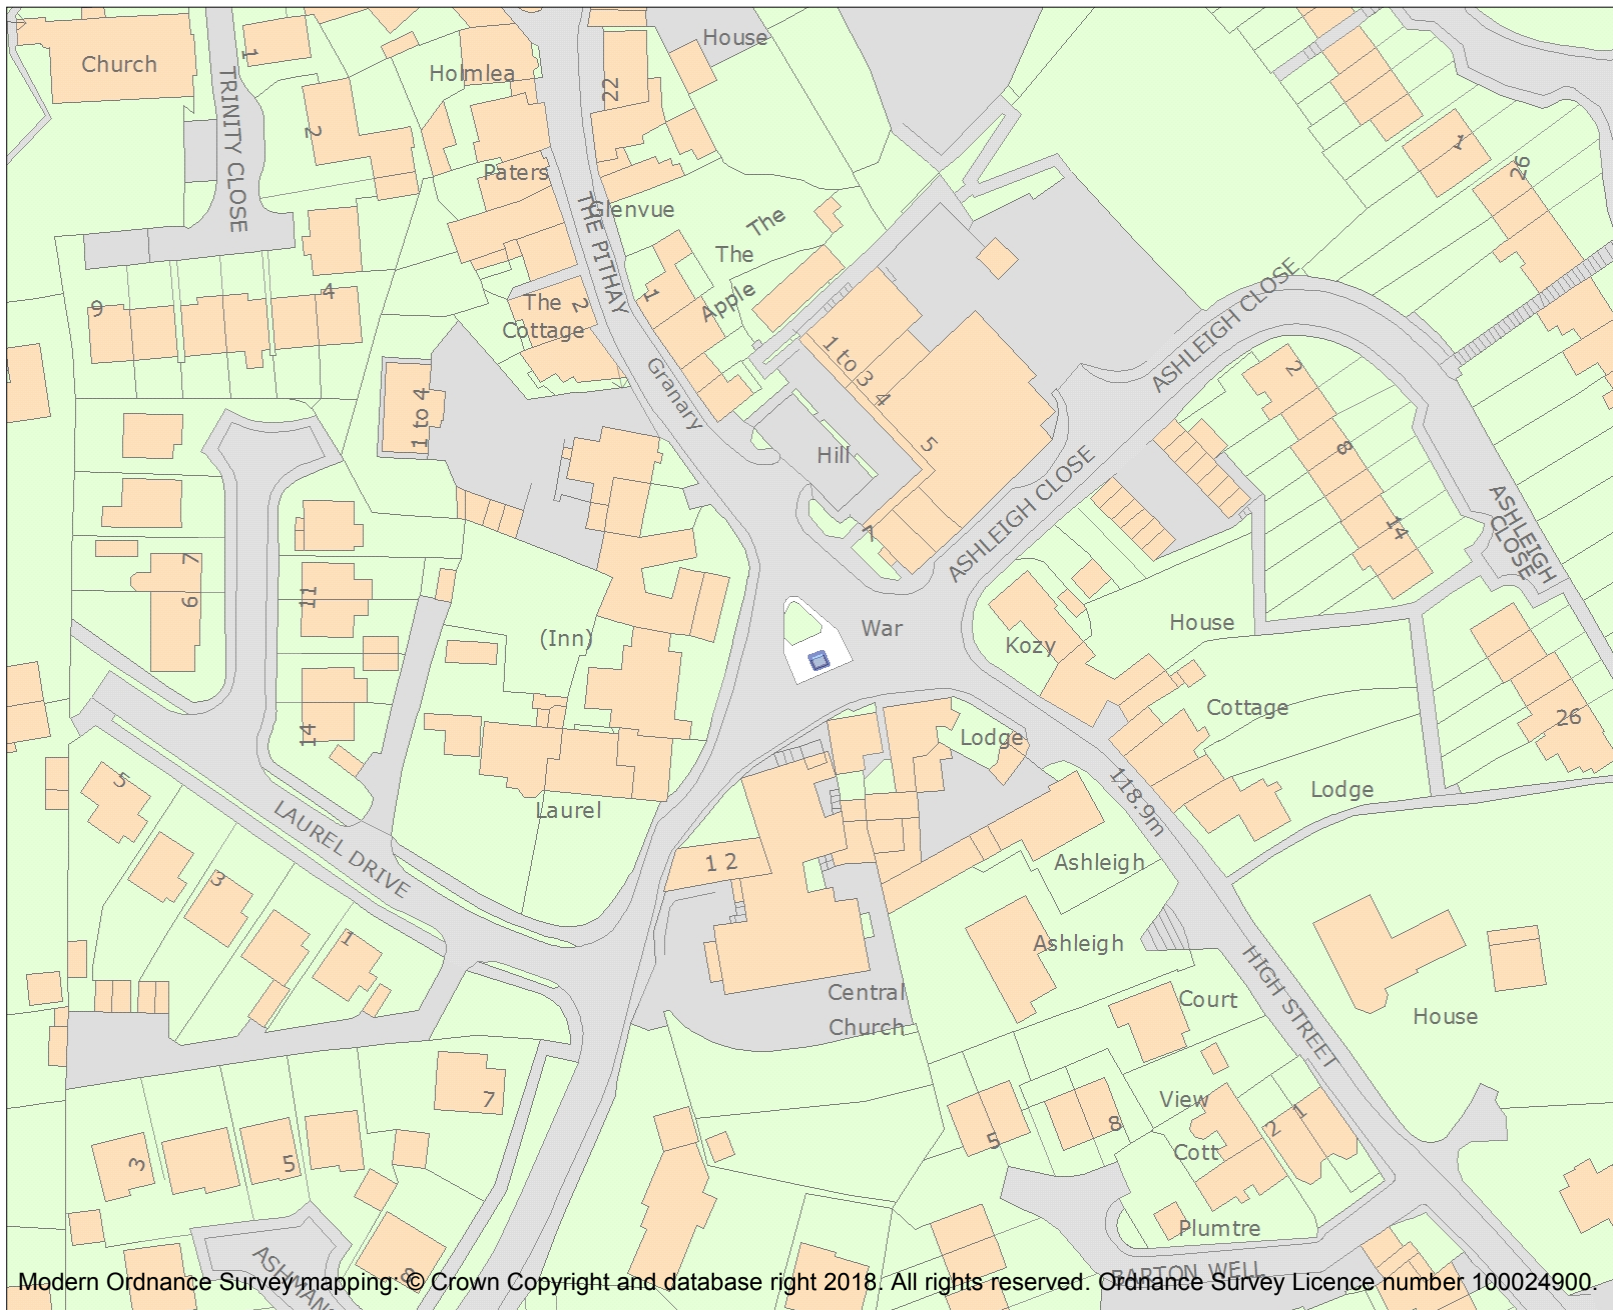 House
Church
1
Holmlea
22
TRINITY CLOSE
2
1
26
Paters
Glenvue
THE PITHAY
The
The
Apple
1
ASHLEIGH CLOSE
9
4
The
Cottage
2
1 to 3
4
2
Granary
1 to 4
5
Hill
8
ASHLEIGH CLOSE
14
ASHLEIGH
CLOSE
7
7
6
11
(Inn)
War
Kozy
House
Cottage
26
14
Lodge
118.9m
Lodge
5
Laurel
LAUREL DRIVE
1 2
Ashleigh
3
1
Ashleigh
HIGH STREET
Central
Church
Court
House
7
View
1
2
8
5
Cott
3
5
Plumtre
ASHMAN
8
BARTON WELL
Modern Ordnance Survey mapping: © Crown Copyright and database right 2018. All rights reserved. Ordnance Survey Licence number 100024900.